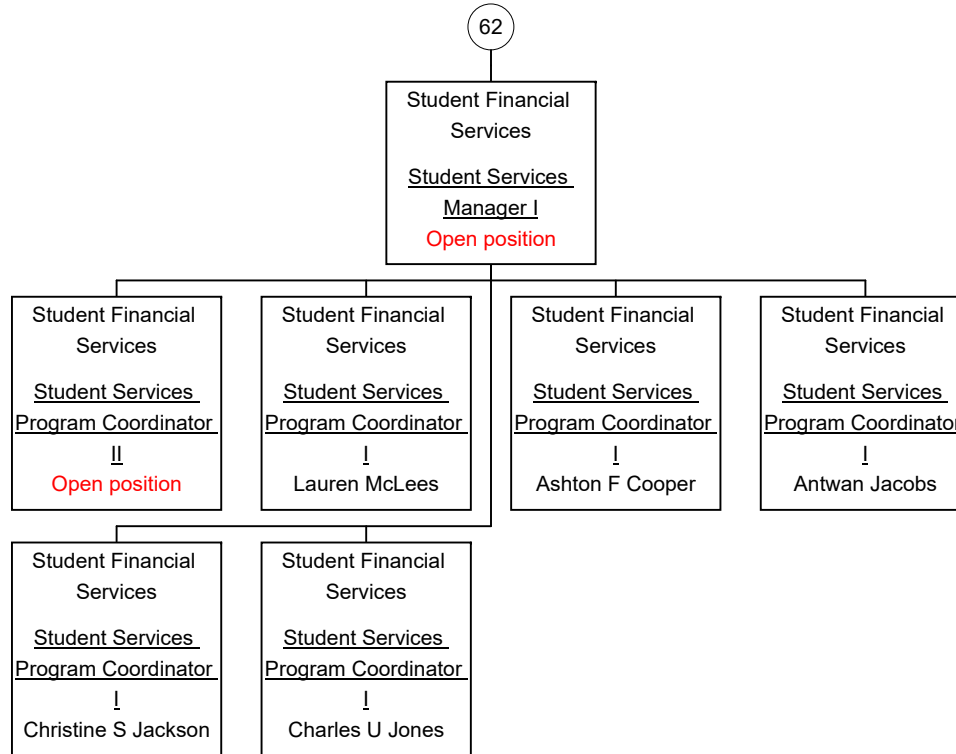 62
Student Financial
Services
Student Services
Manager I
Open position
Student Financial
Services
Student Services
Program Coordinator
II
Open position
Student Financial
Services
Student Services
Program Coordinator
I
Lauren McLees
Student Financial
Services
Student Services
Program Coordinator
I
Ashton F Cooper
Student Financial
Services
Student Services
Program Coordinator
I
Antwan Jacobs
Student Financial
Services
Student Services
Program Coordinator
I
Christine S Jackson
Student Financial
Services
Student Services
Program Coordinator
I
Charles U Jones